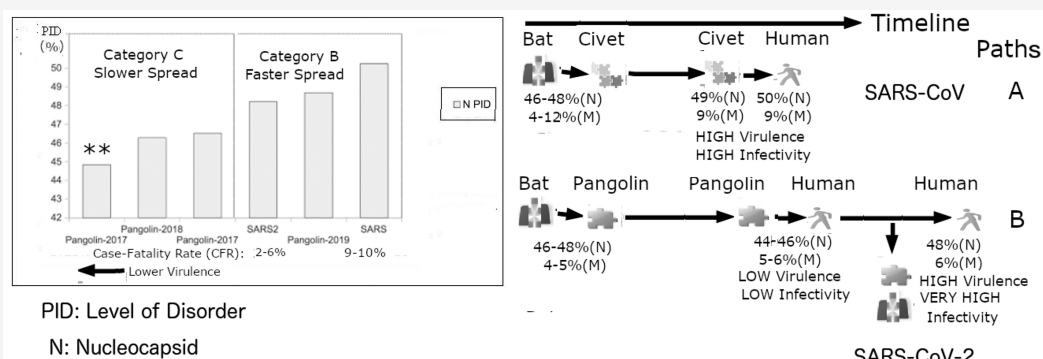 PID
(%)
Category C
Slower Spread
Category B
Faster Spread
50
49
48
47
46
45
44
43
42
**
N PID
Pangolin-2017
Pangolin-2018
Pangolin-2017
SARS2
Pangolin-2019
SARS
Case-Fatality Rate (CFR): 2-6% 9-10%
Lower Virulence
PID: Level of Disorder
N: Nucleocapsid
Timeline
Paths
Bat Civet Civet Human
SARS-CoV A
46-48%(N)
4-12%(M)
49%(N) 50%(N)
9%(M) 9%(M)
HIGH Virulence
HIGH Infectivity
Bat Pangolin Pangolin Human Human
B
46-48%(N)
4-5%(M)
44-46%(N)
5-6%(M)
LOW Virulence
LOW Infectivity
48%(N)
6%(M)
HIGH Virulence
VERY HIGH
Infectivity
SARS-CoV-2